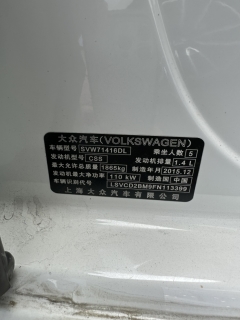 大众汽车(VOLKSWAGEN)
车辆型号 SVW71416DL 乘坐人数 5
发动机型号 CSS 发动机排量 1.4 L
最大允许总质量 1865kg 制造年月 2015.12
发动机最大净功率 110 kW 制造国 中国
车辆识别代号 LSVCD2BM9FN113399
上海大众汽车有限公司